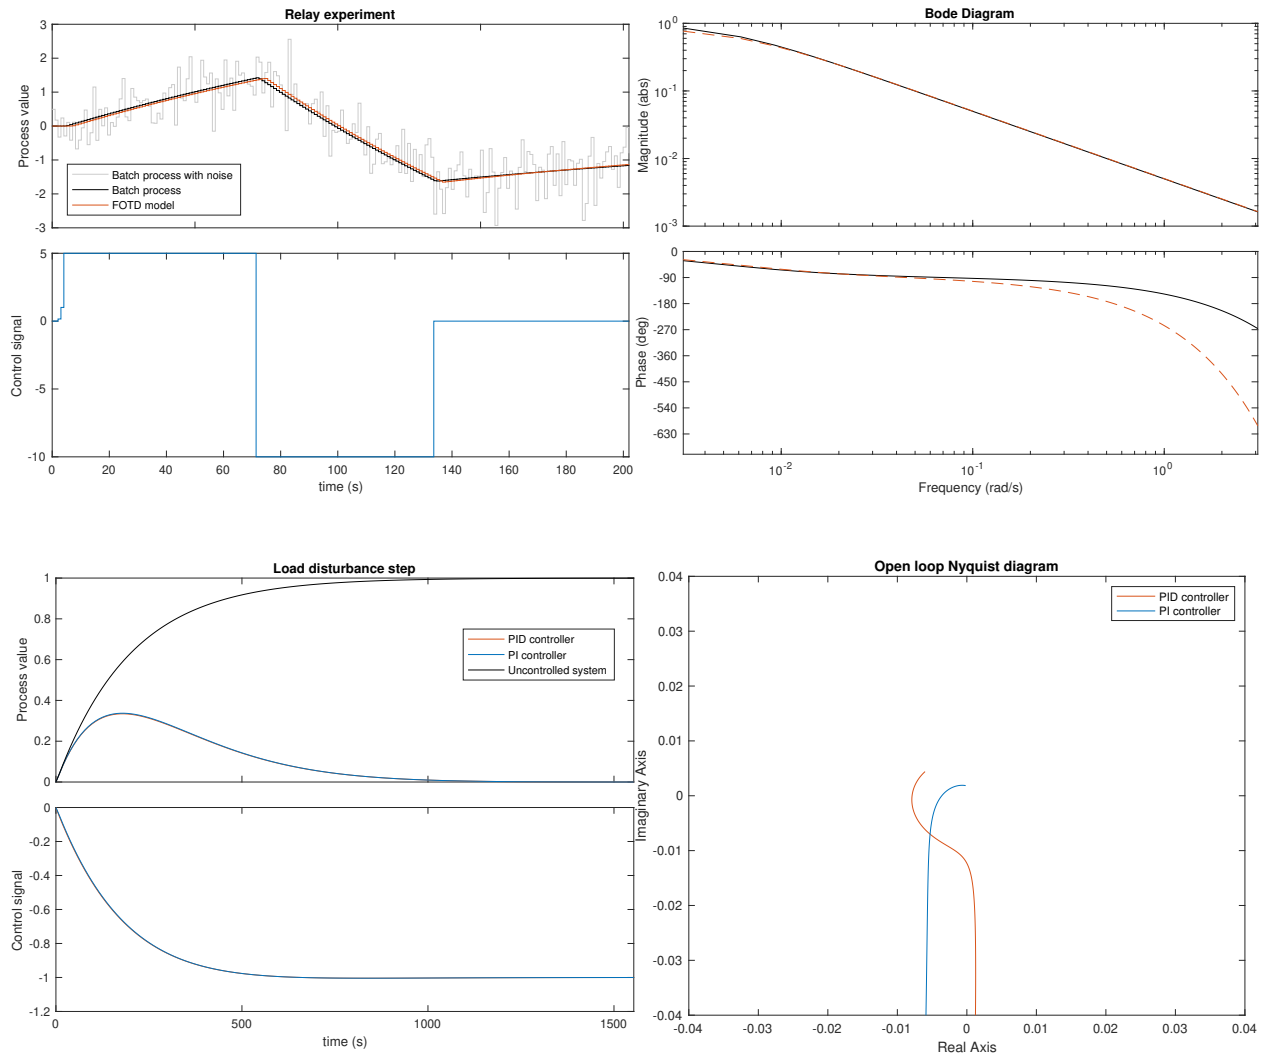 Relay experiment
Process value
3
2
1
0
-1
-2
-3
Batch process with noise
Batch process
FOTD model
Control signal
5
0
-5
-10
0 20 40 60 80 100 120 140 160 180 200
time (s)
Bode Diagram
Magnitude (abs)
10^0
10^-1
10^-2
10^-3
Phase (deg)
0
-90
-180
-270
-360
-450
-540
-630
10^-2 10^-1 10^0
Frequency (rad/s)
Load disturbance step
Process value
1
0.8
0.6
0.4
0.2
0
PID controller
PI controller
Uncontrolled system
Control signal
0
-0.2
-0.4
-0.6
-0.8
-1
-1.2
0 500 1000 1500
time (s)
Open loop Nyquist diagram
Imaginary Axis
0.04
0.03
0.02
0.01
0
-0.01
-0.02
-0.03
-0.04
PID controller
PI controller
-0.04 -0.03 -0.02 -0.01 0 0.01 0.02 0.03 0.04
Real Axis